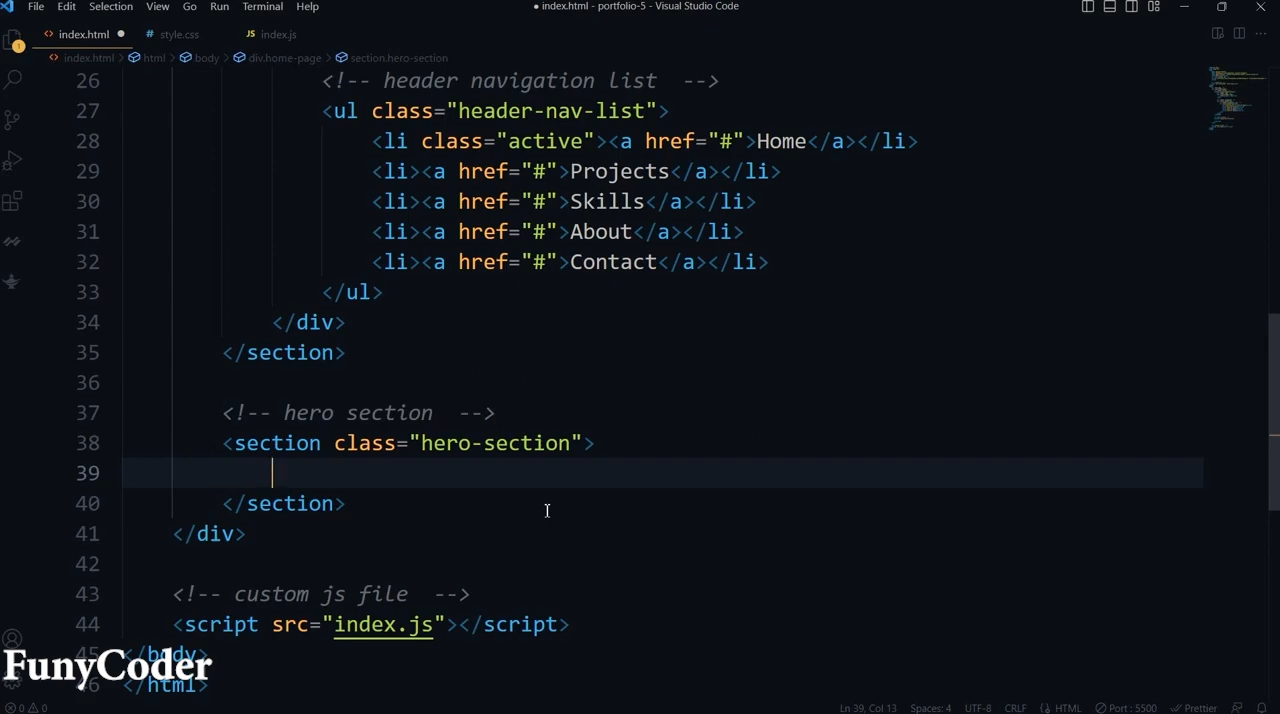 File Edit Selection View Go Run Terminal Help ● index.html - portfolio-5 - Visual Studio Code
<> index.html ● # style.css JS index.js
<> index.html > html > body > div.home-page > section.hero-section
26 <!-- header navigation list  -->
27 <ul class="header-nav-list">
28 <li class="active"><a href="#">Home</a></li>
29 <li><a href="#">Projects</a></li>
30 <li><a href="#">Skills</a></li>
31 <li><a href="#">About</a></li>
32 <li><a href="#">Contact</a></li>
33 </ul>
34 </div>
35 </section>
36
37 <!-- hero section  -->
38 <section class="hero-section">
39
40 </section>
41 </div>
42
43 <!-- custom js file  -->
44 <script src="index.js"></script>
45 </body>
46 </html>
FunyCoder
0 0 Ln 39, Col 13 Spaces: 4 UTF-8 CRLF HTML Port : 5500 Prettier
1